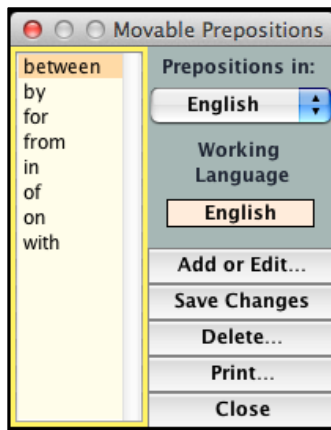 Movable Prepositions
between
by
for
from
in
of
on
with
Prepositions in:
English
Working
Language
English
Add or Edit...
Save Changes
Delete...
Print...
Close